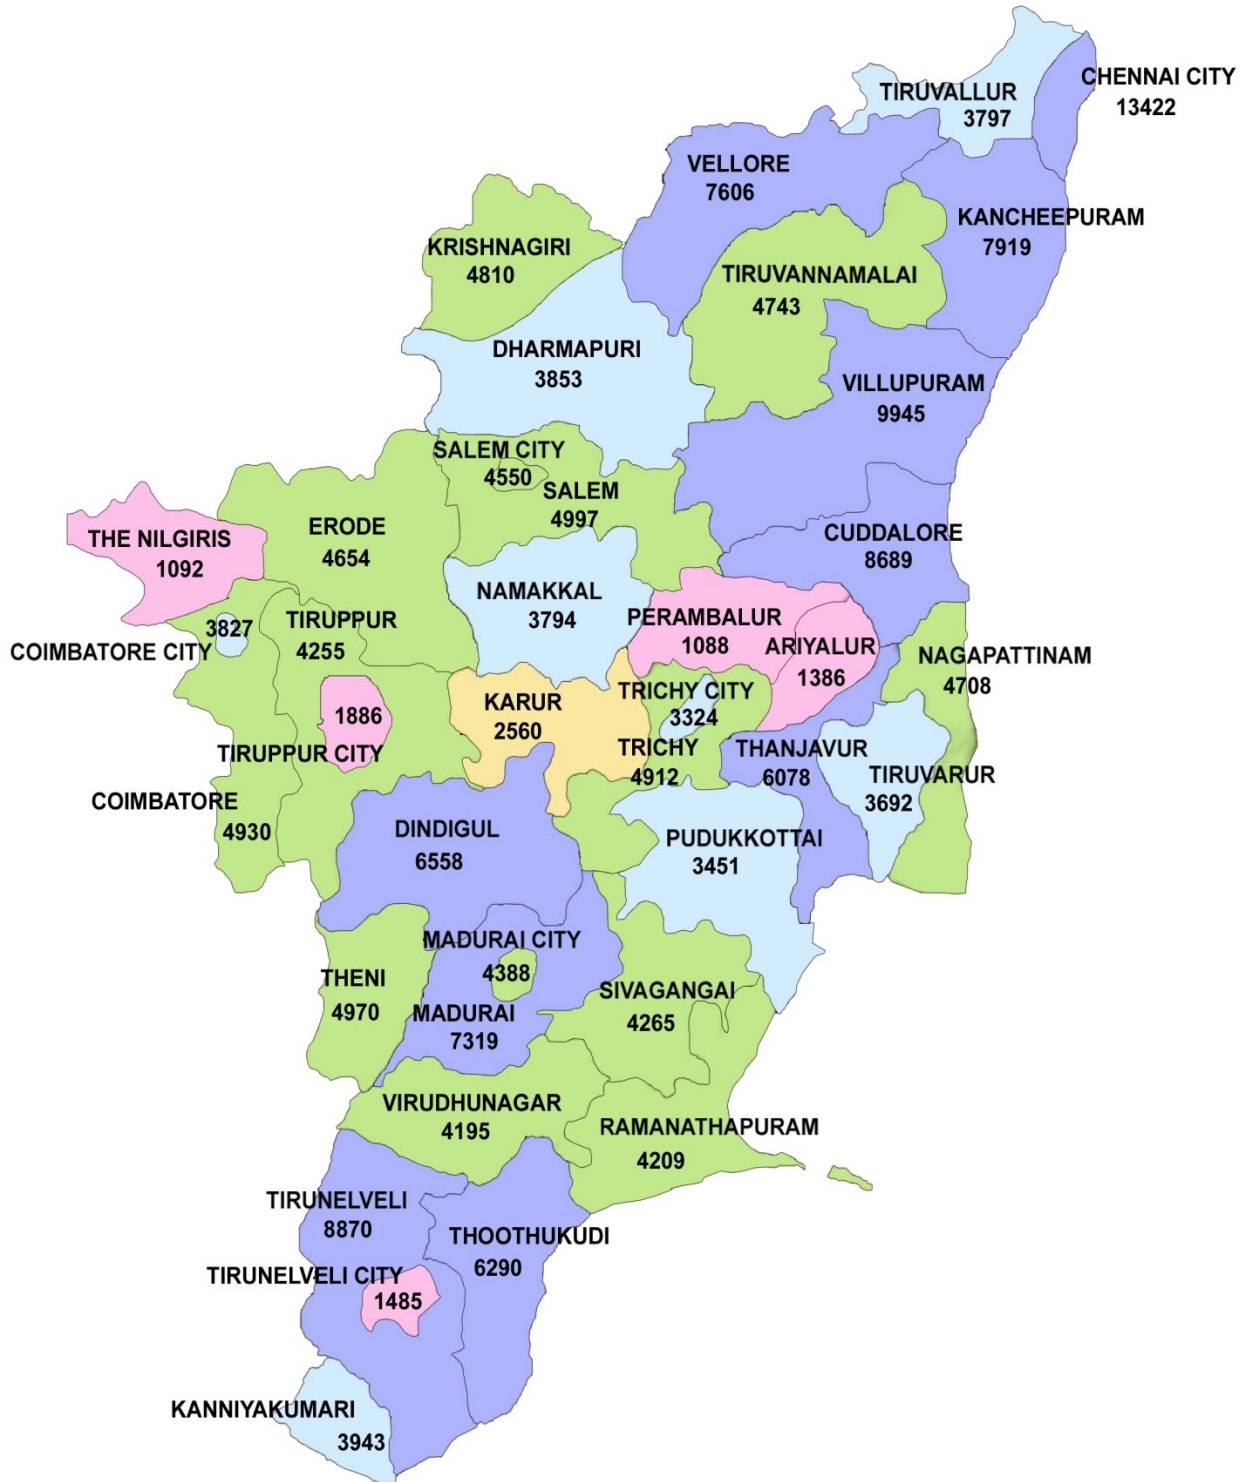 CHENNAI CITY
13422
TIRUVALLUR
3797
VELLORE
7606
KANCHEEPURAM
7919
KRISHNAGIRI
4810
TIRUVANNAMALAI
4743
DHARMAPURI
3853
VILLUPURAM
9945
SALEM CITY
4550
SALEM
4997
ERODE
4654
THE NILGIRIS
1092
CUDDALORE
8689
NAMAKKAL
3794
PERAMBALUR
1088
ARIYALUR
1386
TIRUPPUR
4255
3827
COIMBATORE CITY
NAGAPATTINAM
4708
KARUR
2560
TRICHY CITY
3324
TRICHY
4912
1886
TIRUPPUR CITY
THANJAVUR
6078
TIRUVARUR
3692
COIMBATORE
4930
DINDIGUL
6558
PUDUKKOTTAI
3451
MADURAI CITY
4388
THENI
4970
MADURAI
7319
SIVAGANGAI
4265
VIRUDHUNAGAR
4195
RAMANATHAPURAM
4209
TIRUNELVELI
8870
THOOTHUKUDI
6290
TIRUNELVELI CITY
1485
KANNIYAKUMARI
3943